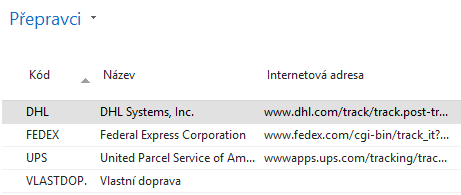 Přepravci
Kód Název Internetová adresa
DHL DHL Systems, Inc. www.dhl.com/track/track.post-tr...
FEDEX Federal Express Corporation www.fedex.com/cgi-bin/track_it?...
UPS United Parcel Service of Am... wwwapps.ups.com/tracking/trac...
VLASTDOP. Vlastní doprava